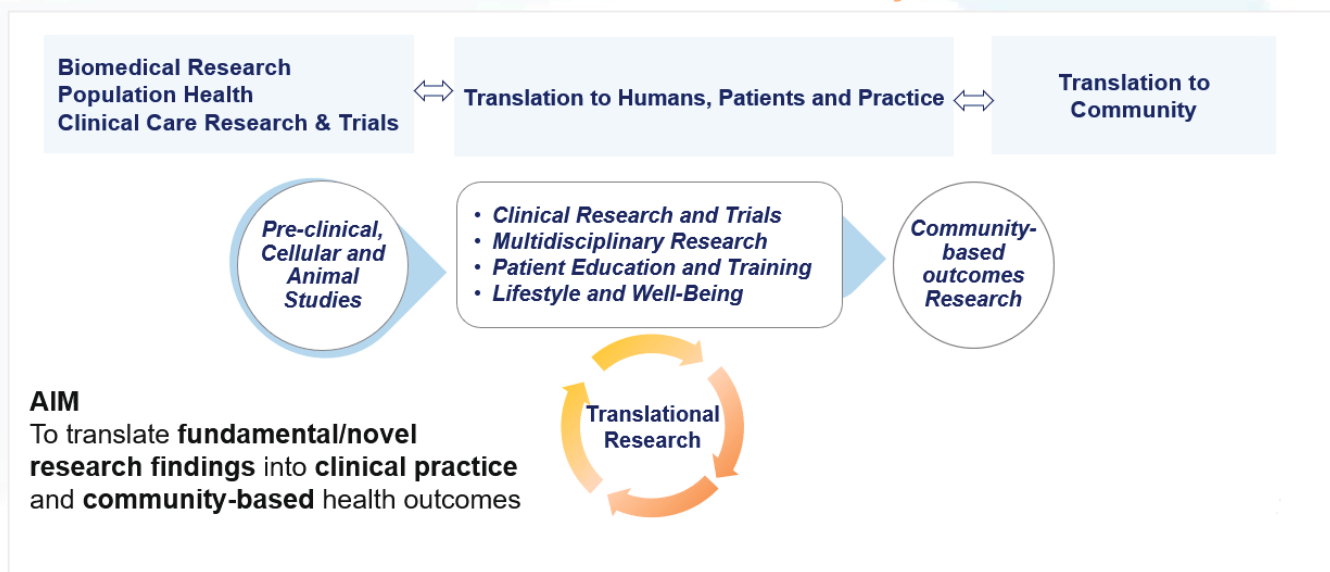 Biomedical Research
Population Health
Clinical Care Research & Trials
Translation to Humans, Patients and Practice
Translation to
Community
Pre-clinical,
Cellular and
Animal
Studies
• Clinical Research and Trials
• Multidisciplinary Research
• Patient Education and Training
• Lifestyle and Well-Being
Community-
based
outcomes
Research
Translational
Research
AIM
To translate fundamental/novel
research findings into clinical practice
and community-based health outcomes